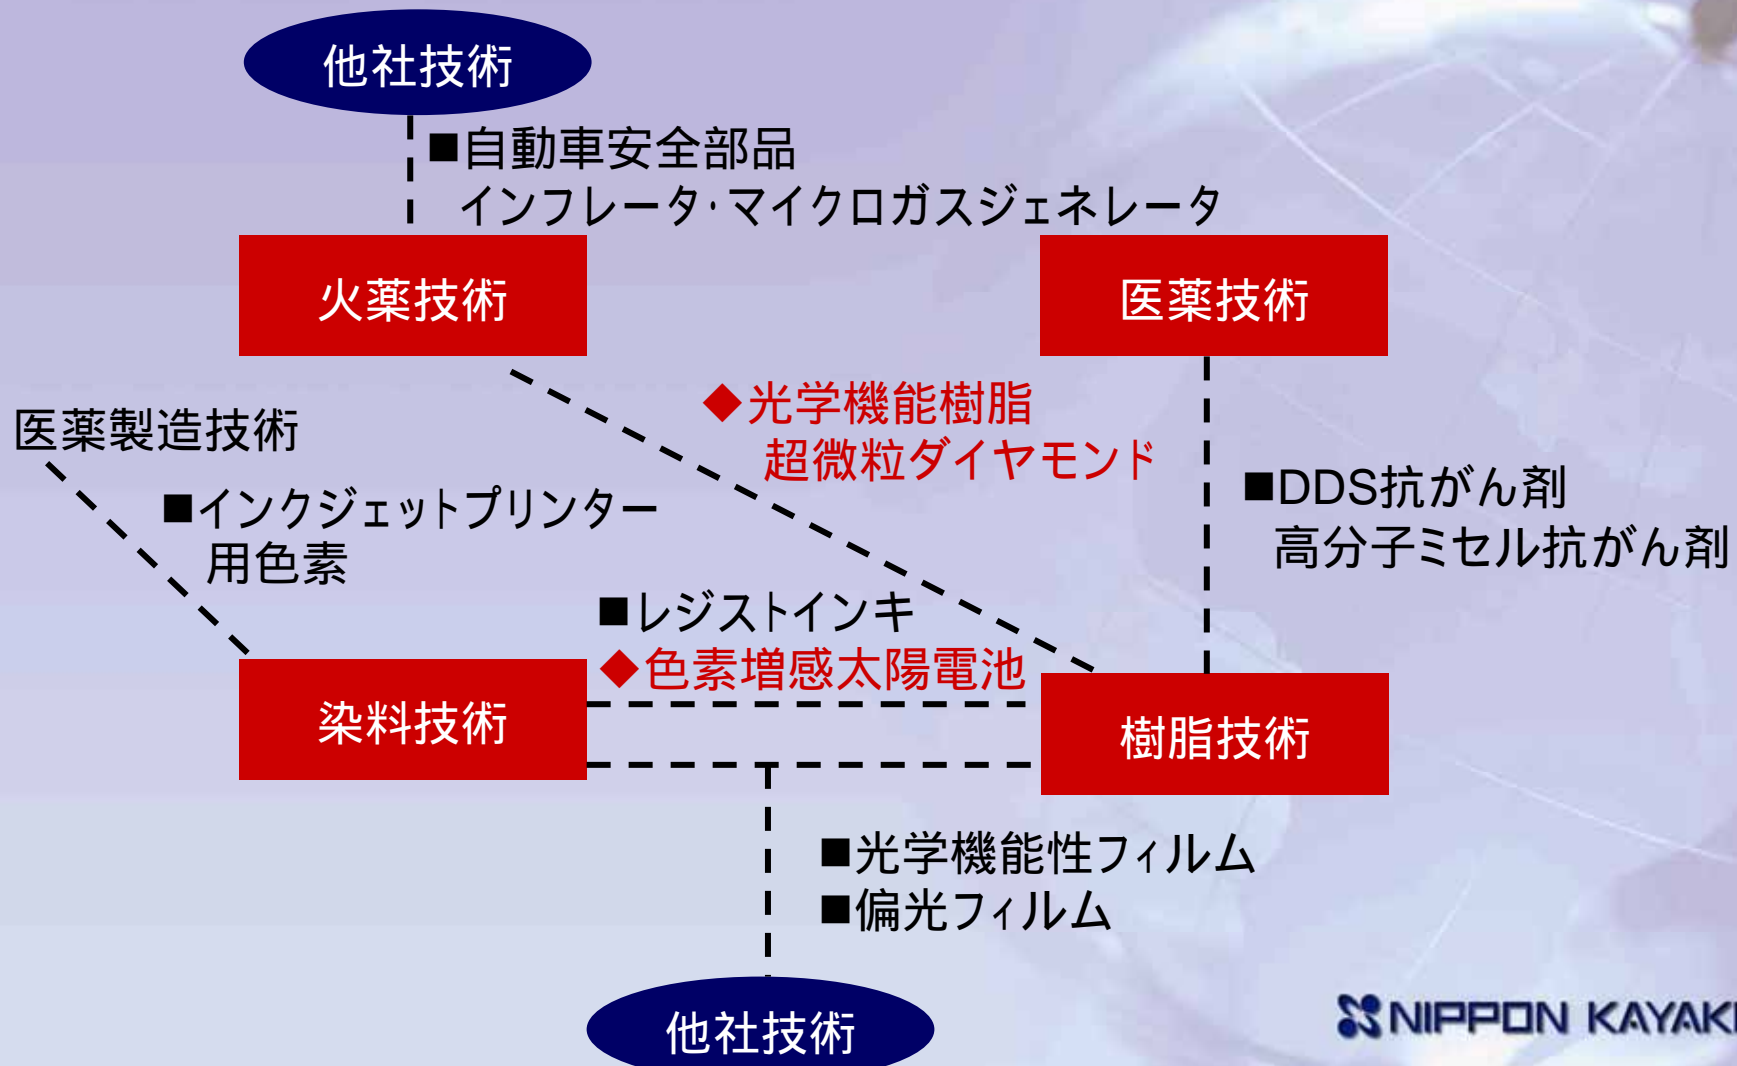 他社技術
■自動車安全部品
インフレータ・マイクロガスジェネレータ
火薬技術
医薬技術
◆光学機能樹脂
超微粒ダイヤモンド
医薬製造技術
■インクジェットプリンター
用色素
■DDS抗がん剤
高分子ミセル抗がん剤
■レジストインキ
◆色素増感太陽電池
染料技術
樹脂技術
■光学機能性フィルム
■偏光フィルム
他社技術
NIPPON KAYAK